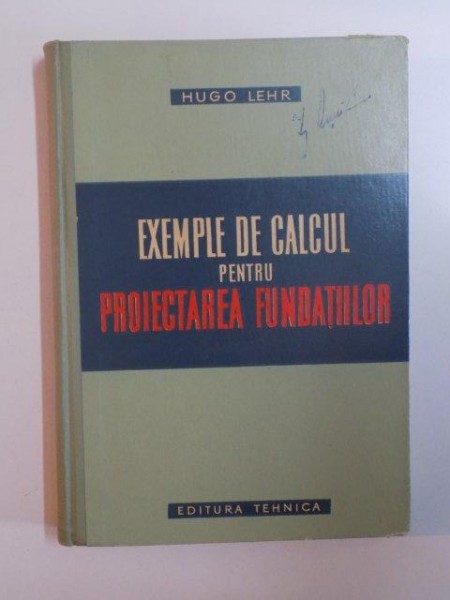 HUGO LEHR
EXEMPLE DE CALCUL
PENTRU
PROIECTAREA FUNDAȚIILOR
EDITURA TEHNICA